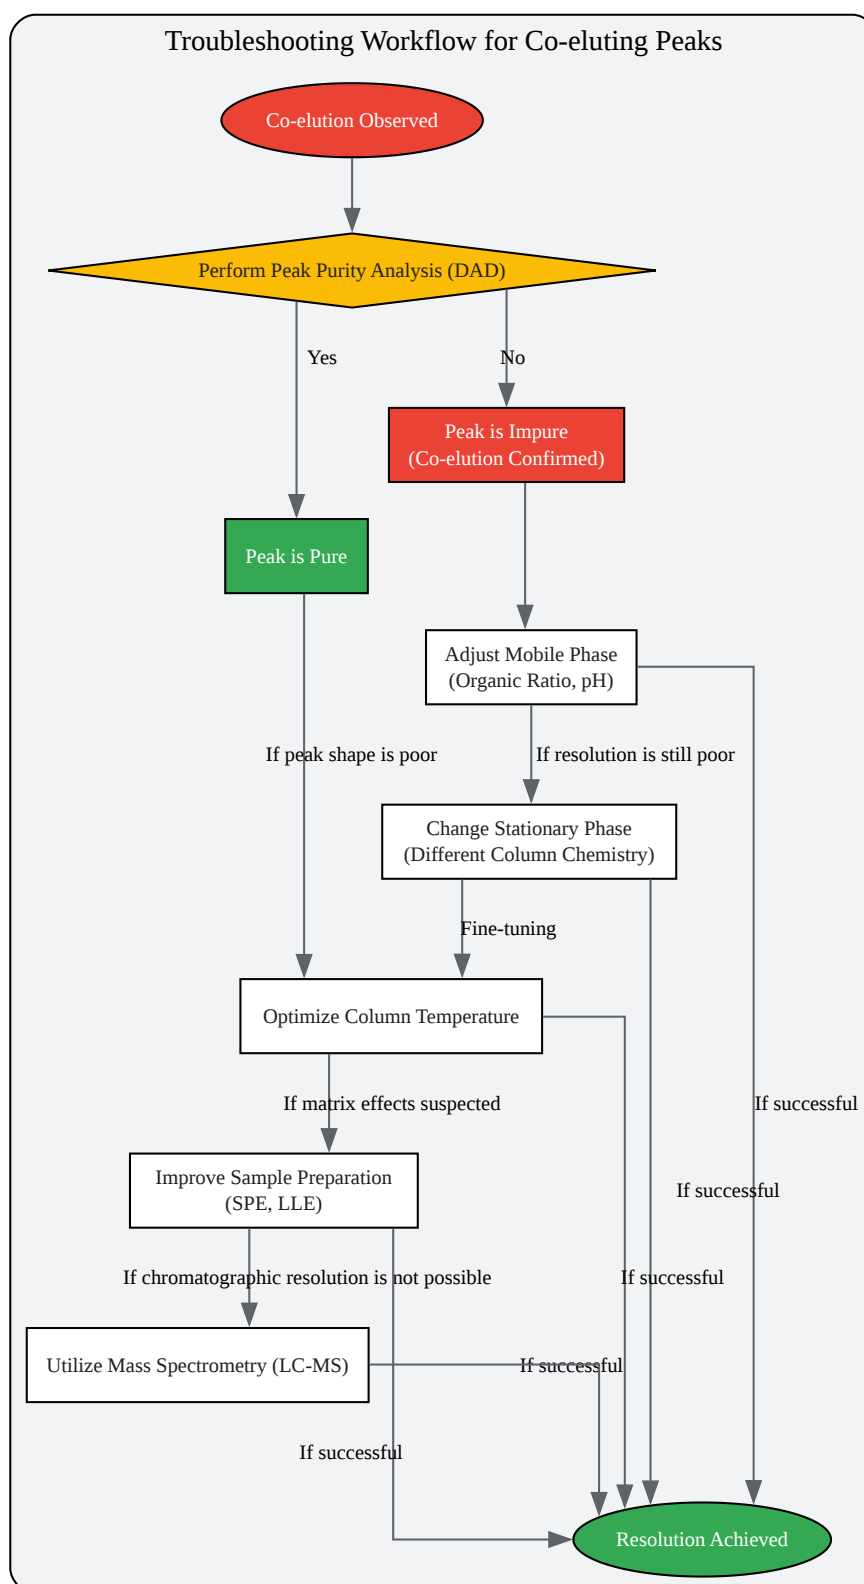 Troubleshooting Workflow for Co-eluting Peaks
Co-elution Observed
Perform Peak Purity Analysis (DAD)
Yes
No
Peak is Impure
(Co-elution Confirmed)
Peak is Pure
Adjust Mobile Phase
(Organic Ratio, pH)
If peak shape is poor
If resolution is still poor
Change Stationary Phase
(Different Column Chemistry)
Fine-tuning
Optimize Column Temperature
If matrix effects suspected
If successful
Improve Sample Preparation
(SPE, LLE)
If successful
If chromatographic resolution is not possible
If successful
Utilize Mass Spectrometry (LC-MS)
If successful
If successful
Resolution Achieved